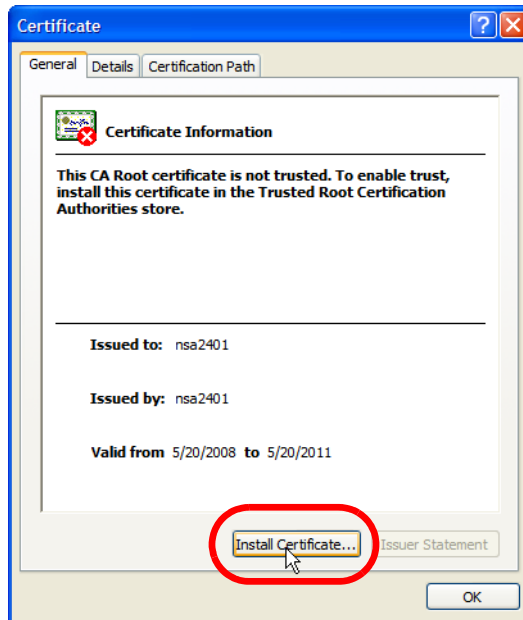 Certificate
General Details Certification Path
Certificate Information
This CA Root certificate is not trusted. To enable trust,
install this certificate in the Trusted Root Certification
Authorities store.
Issued to: nsa2401
Issued by: nsa2401
Valid from 5/20/2008 to 5/20/2011
Install Certificate... Issuer Statement
OK